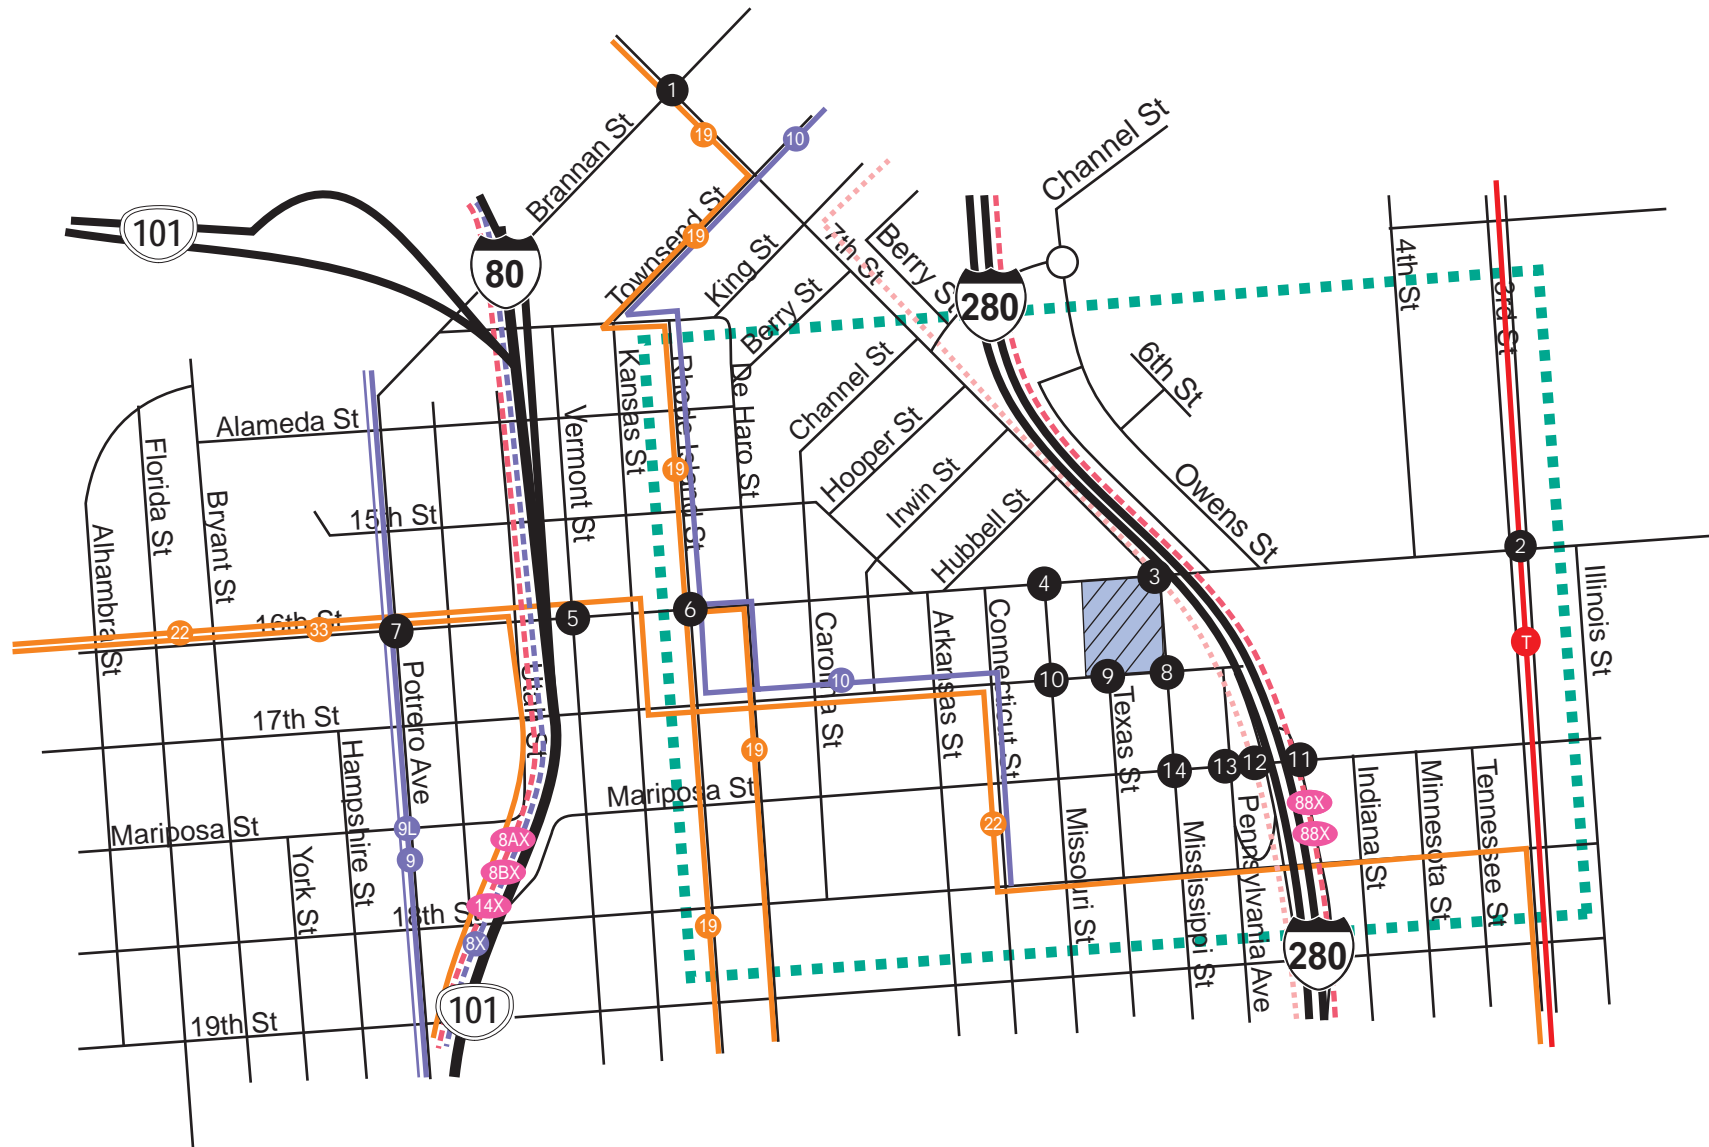 1
19
10
Channel St
Brannan St
101
80
Townsend St
19
King St
7th St
Berry St
Berry St
280
4th St
3rd St
Kansas St
Rhode Island St
De Haro St
Channel St
6th St
Alameda St
Vermont St
Florida St
Bryant St
Hooper St
19
Irwin St
Owens St
15th St
Hubbell St
Alhambra St
2
Illinois St
3
4
16th St
22
33
7
5
6
T
Potrero Ave
Utah St
Carolina St
Arkansas St
Connecticut St
10
10
9
8
Texas St
17th St
Hampshire St
19
14
13
12
11
Mariposa St
Mariposa St
Indiana St
Minnesota St
Tennessee St
88X
88X
9L
9
8AX
8BX
14X
8X
York St
22
Missouri St
Mississippi St
Pennsylvania Ave
18th St
19
280
101
19th St